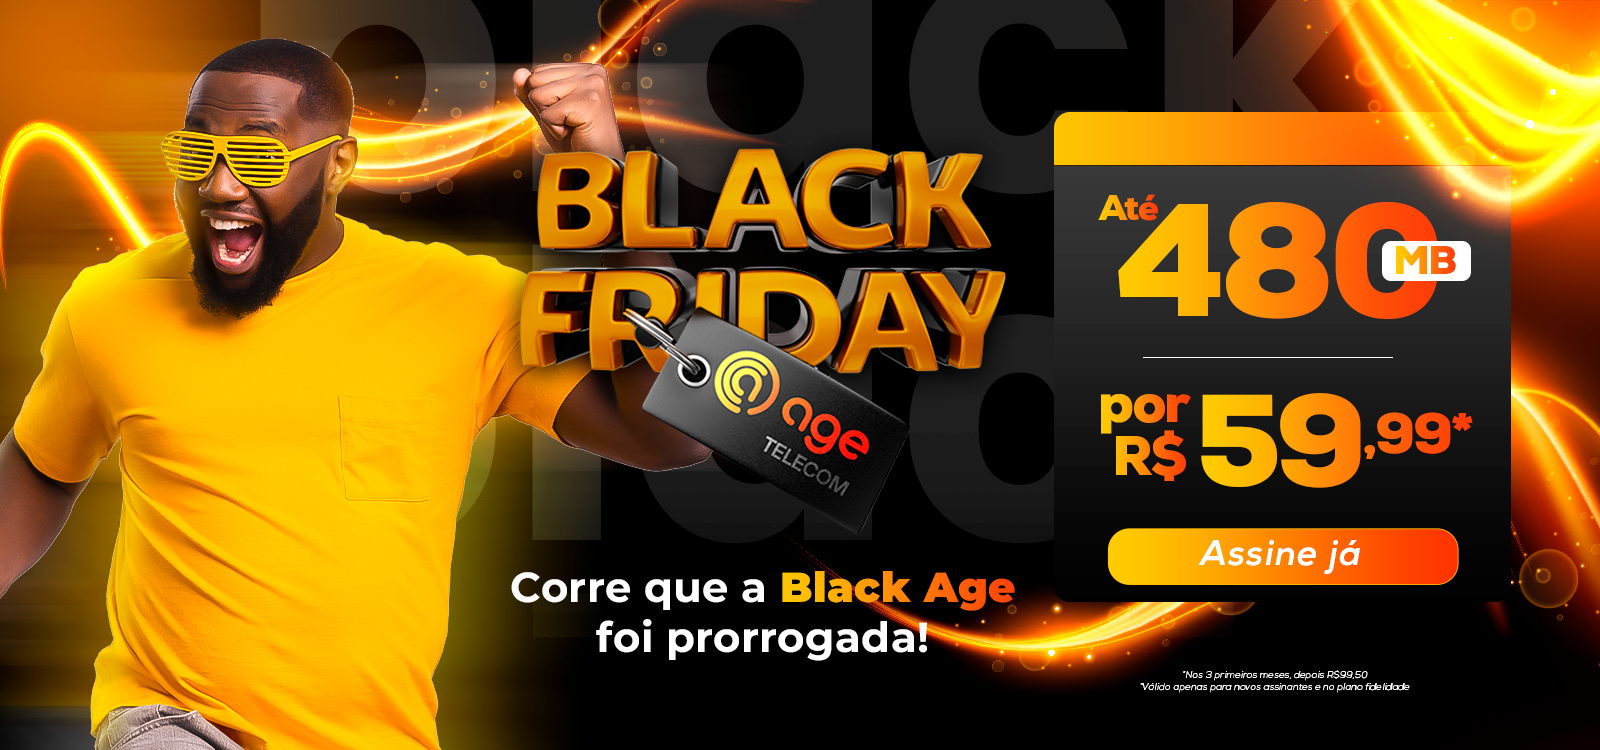 black
BLACK
FRIDAY
age
TELECOM
Corre que a Black Age
foi prorrogada!
Até
480
MB
por
R$ 59,99*
Assine já
*Nos 3 primeiros meses, depois R$99,50
*Válido apenas para novos assinantes e no plano fidelidade